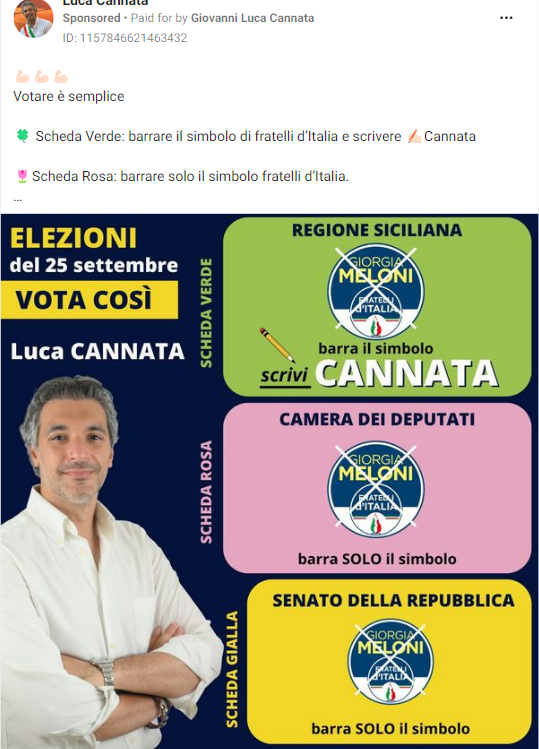 Luca Cannata
Sponsored • Paid for by Giovanni Luca Cannata
ID: 1157846621463432
Votare è semplice
Scheda Verde: barrare il simbolo di fratelli d'Italia e scrivere Cannata
Scheda Rosa: barrare solo il simbolo fratelli d'Italia.
...
ELEZIONI
del 25 settembre
VOTA COSÌ
Luca CANNATA
SCHEDA VERDE
REGIONE SICILIANA
GIORGIA
MELONI
FRATELLI
d'ITALIA
barra il simbolo
scrivi CANNATA
SCHEDA ROSA
CAMERA DEI DEPUTATI
GIORGIA
MELONI
FRATELLI
d'ITALIA
barra SOLO il simbolo
SCHEDA GIALLA
SENATO DELLA REPUBBLICA
GIORGIA
MELONI
FRATELLI
d'ITALIA
barra SOLO il simbolo